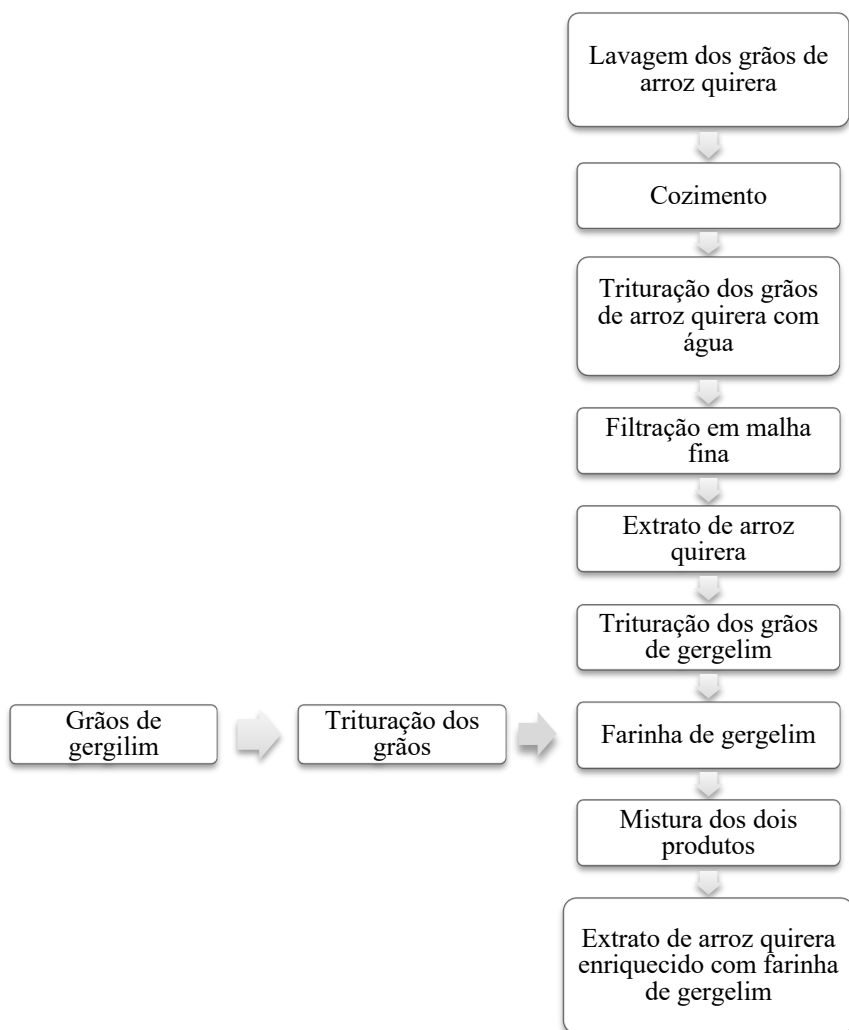 Lavagem dos grãos de
arroz quirera
Cozimento
Trituração dos grãos
de arroz quirera com
água
Filtração em malha
fina
Extrato de arroz
quirera
Trituração dos grãos
de gergelim
Grãos de
gergilim
Trituração dos
grãos
Farinha de gergelim
Mistura dos dois
produtos
Extrato de arroz quirera
enriquecido com farinha
de gergelim